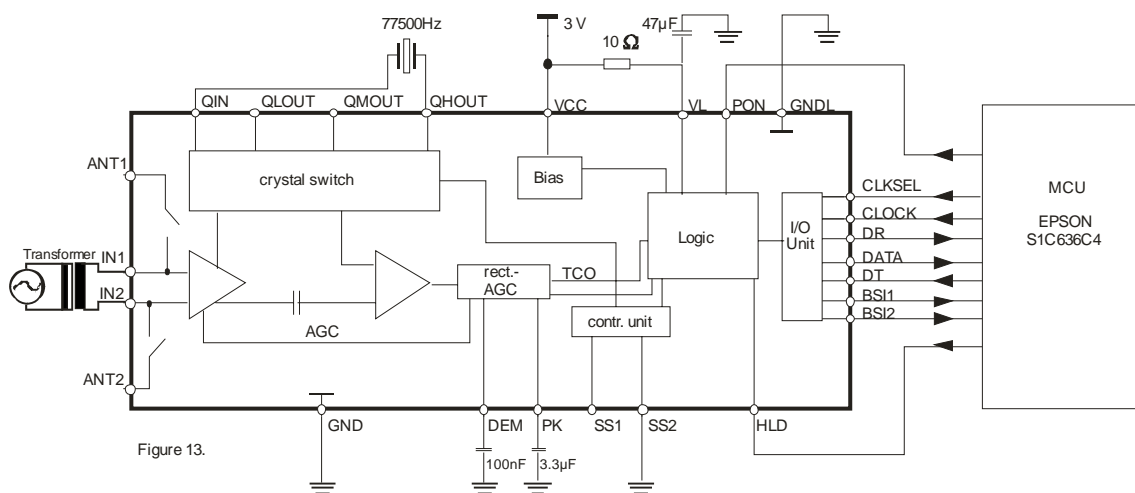 77500Hz
3 V
10 Ω
47µF
QIN
QLOUT
QMOUT
QHOUT
VCC
VL
PON
GNDL
ANT1
crystal switch
Bias
Logic
I/O
Unit
CLKSEL
CLOCK
DR
DATA
DT
BSI1
BSI2
MCU
EPSON
S1C636C4
Transformer
IN1
IN2
rect.-
AGC
TCO
contr. unit
AGC
ANT2
GND
DEM
PK
SS1
SS2
HLD
Figure 13.
100nF
3.3µF